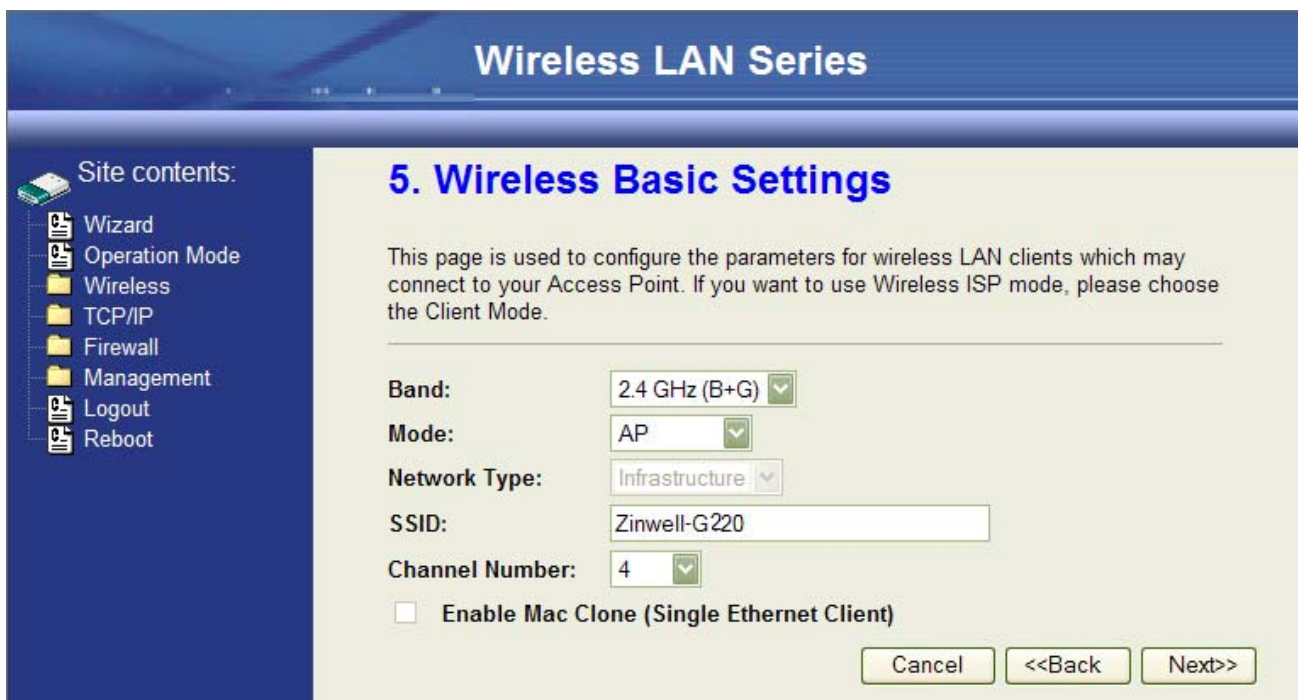 Wireless LAN Series
Site contents:
Wizard
Operation Mode
Wireless
TCP/IP
Firewall
Management
Logout
Reboot
5. Wireless Basic Settings
This page is used to configure the parameters for wireless LAN clients which may
connect to your Access Point. If you want to use Wireless ISP mode, please choose
the Client Mode.
Band: 2.4 GHz (B+G)
Mode: AP
Network Type: Infrastructure
SSID: Zinwell-G220
Channel Number: 4
Enable Mac Clone (Single Ethernet Client)
Cancel <<Back Next>>